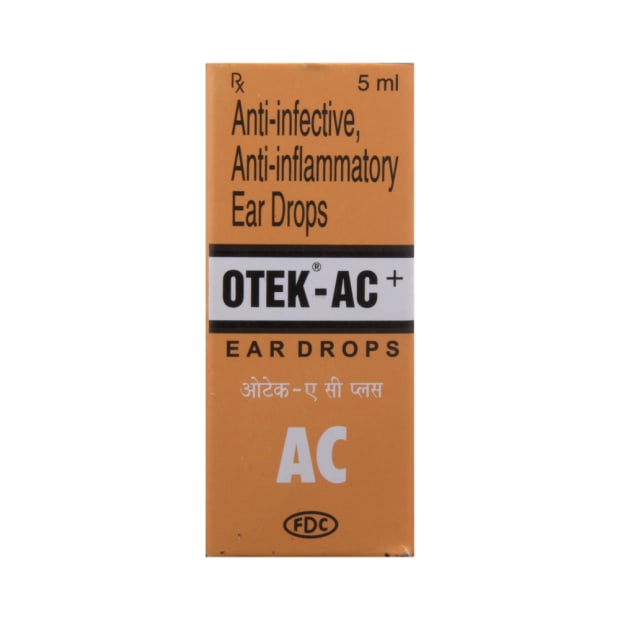 ℞ 5 ml
Anti-infective,
Anti-inflammatory
Ear Drops
OTEK®-AC+
EAR DROPS
ओटेक-ए सी प्लस
AC
FDC